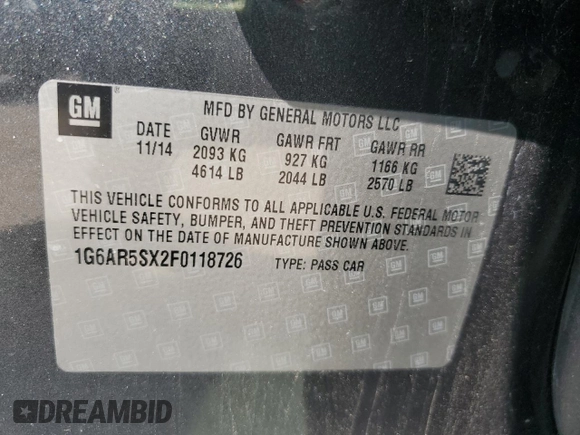 GM
MFD BY GENERAL MOTORS LLC
DATE GVWR GAWR FRT GAWR RR
11/14 2093 KG 927 KG 1166 KG
4614 LB 2044 LB 2570 LB
THIS VEHICLE CONFORMS TO ALL APPLICABLE U.S. FEDERAL MOTOR
VEHICLE SAFETY, BUMPER, AND THEFT PREVENTION STANDARDS IN
EFFECT ON THE DATE OF MANUFACTURE SHOWN ABOVE.
1G6AR5SX2F0118726 TYPE: PASS CAR
DREAMBID